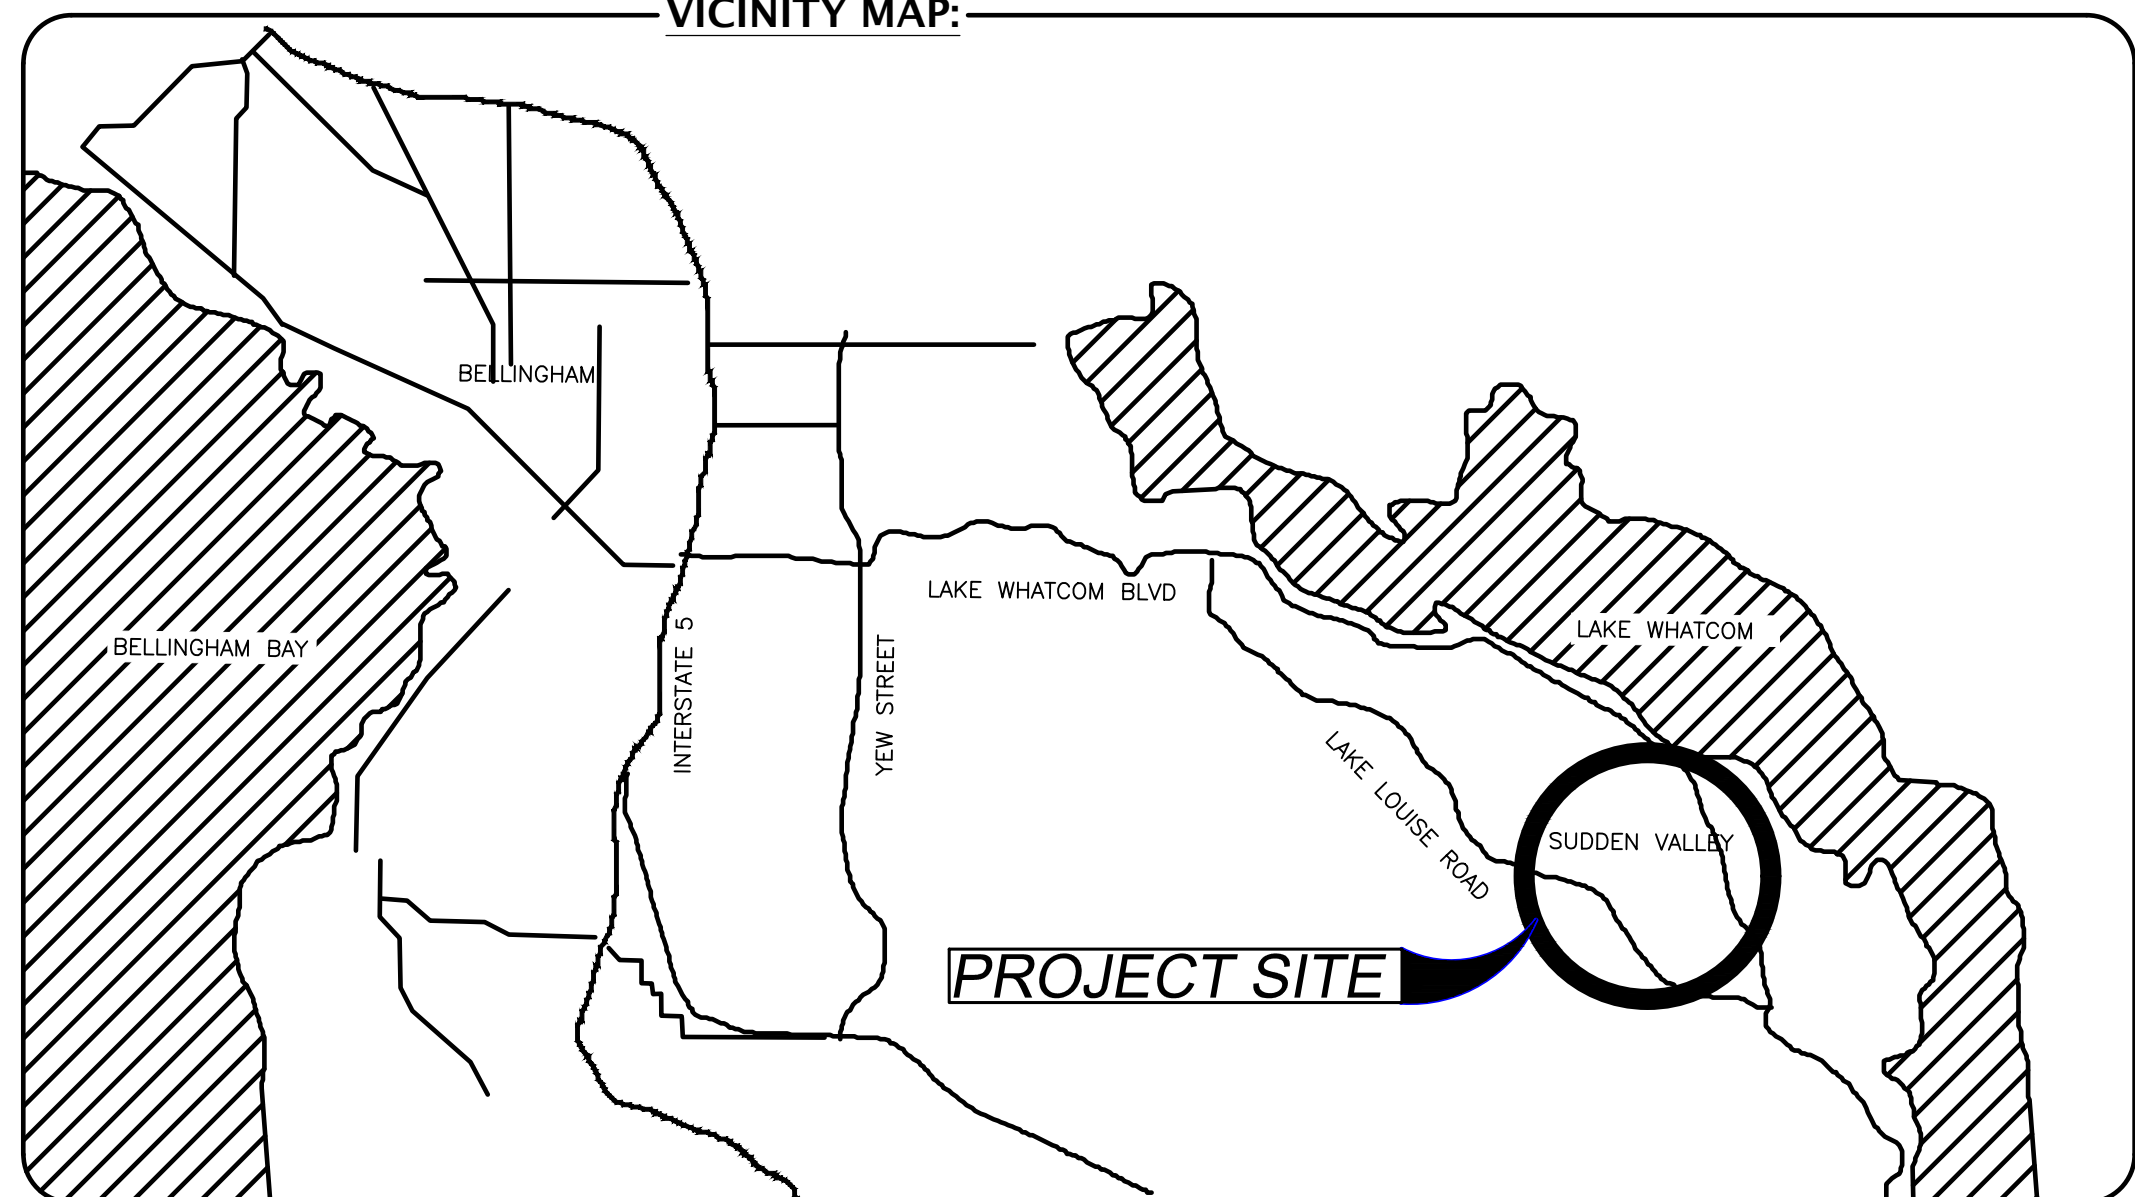 VICINITY MAP:
BELLINGHAM
LAKE WHATCOM BLVD
BELLINGHAM BAY
LAKE WHATCOM
INTERSTATE 5
YEW STREET
LAKE LOUISE ROAD
SUDDEN VALLEY
PROJECT SITE